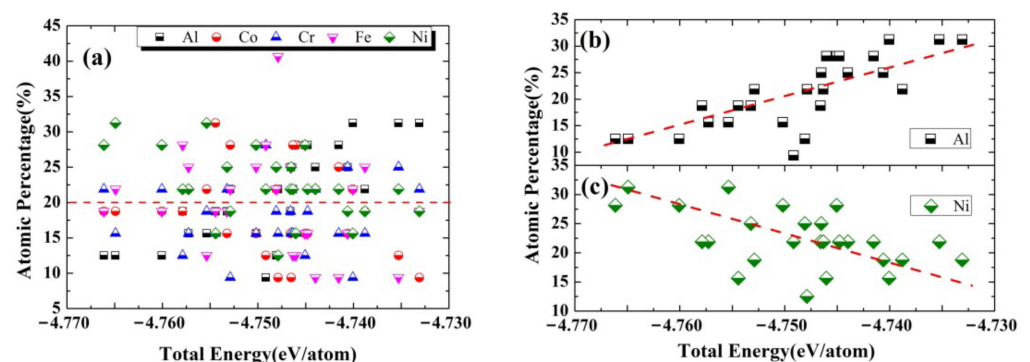 45
40
35
30
25
20
15
10
5
Atomic Percentage(%)
(a)
Al Co Cr Fe Ni
−4.770 −4.760 −4.750 −4.740 −4.730
Total Energy(eV/atom)
35
30
25
20
15
10
(b)
Al
35
30
25
20
15
10
Atomic Percentage(%)
(c)
Ni
−4.770 −4.760 −4.750 −4.740 −4.730
Total Energy(eV/atom)